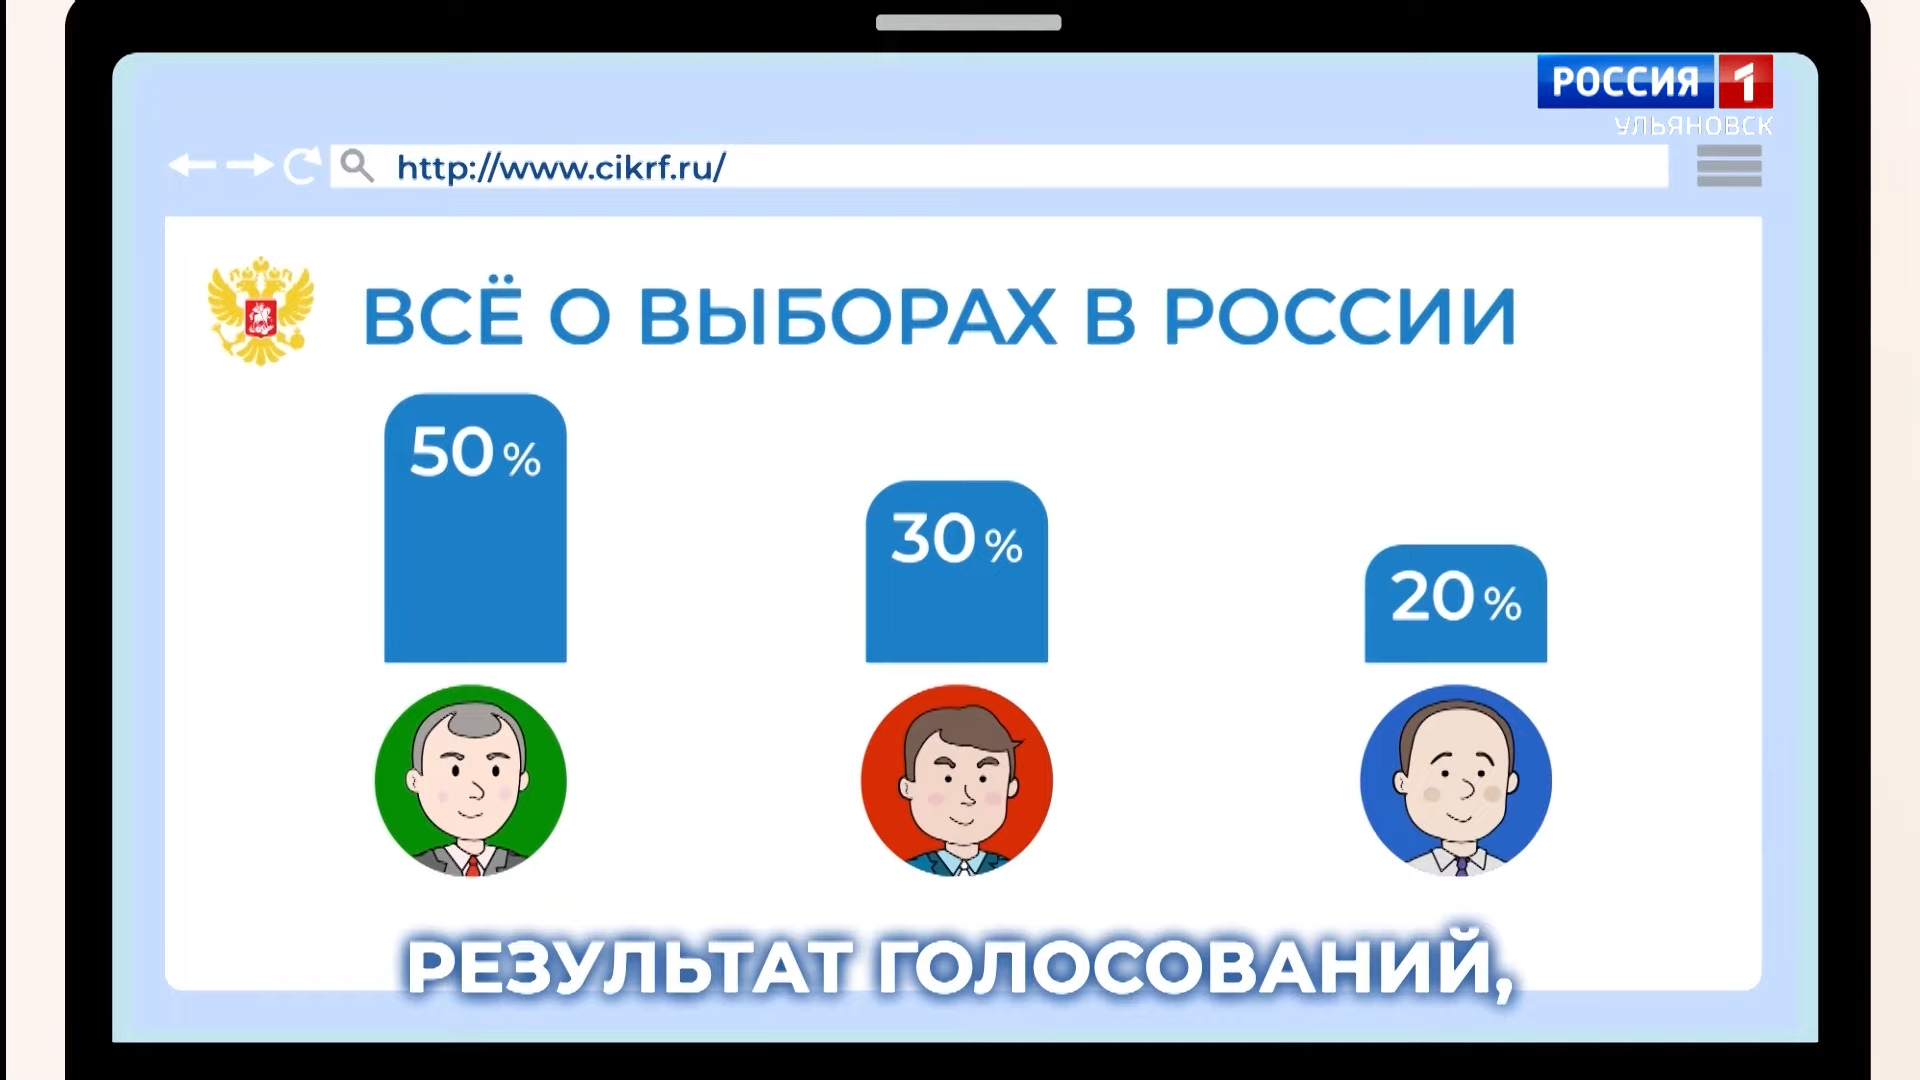 РОССИЯ 1
УЛЬЯНОВСК
http://www.cikrf.ru/
ВСЁ О ВЫБОРАХ В РОССИИ
50%
30%
20%
РЕЗУЛЬТАТ ГОЛОСОВАНИЙ,